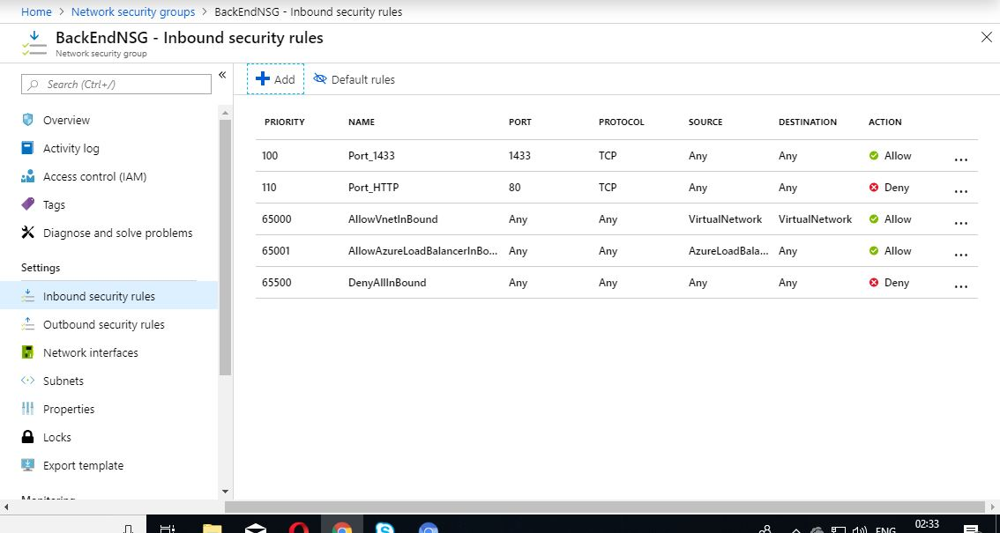 Home > Network security groups > BackEndNSG - Inbound security rules
BackEndNSG - Inbound security rules
Network security group
Search (Ctrl+/)
«
Add
Default rules
Overview
Activity log
Access control (IAM)
Tags
Diagnose and solve problems
Settings
Inbound security rules
Outbound security rules
Network interfaces
Subnets
Properties
Locks
Export template
Monitoring
PRIORITY NAME PORT PROTOCOL SOURCE DESTINATION ACTION
100 Port_1433 1433 TCP Any Any Allow ...
110 Port_HTTP 80 TCP Any Any Deny ...
65000 AllowVnetInBound Any Any VirtualNetwork VirtualNetwork Allow ...
65001 AllowAzureLoadBalancerInBo... Any Any AzureLoadBala... Any Allow ...
65500 DenyAllInBound Any Any Any Any Deny ...
ENG
02:33